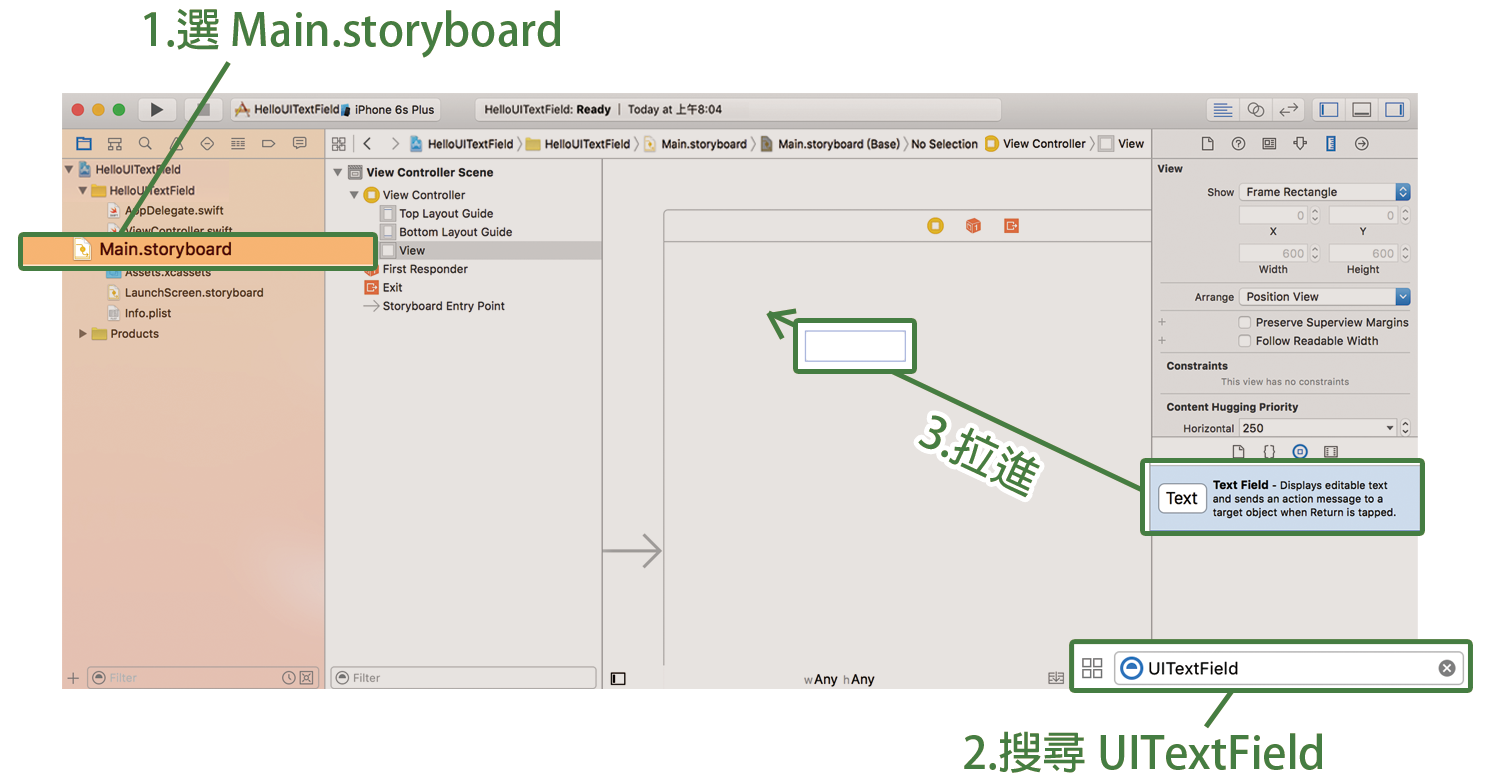 1.選 Main.storyboard
HelloUITextField iPhone 6s Plus
HelloUITextField: Ready | Today at 上午8:04
HelloUITextField HelloUITextField Main.storyboard Main.storyboard (Base) No Selection View Controller View
HelloUITextField
HelloUITextField
AppDelegate.swift
ViewController.swift
Main.storyboard
Assets.xcassets
LaunchScreen.storyboard
Info.plist
Products
Filter
View Controller Scene
View Controller
Top Layout Guide
Bottom Layout Guide
View
First Responder
Exit
Storyboard Entry Point
Filter
3.拉進
wAny hAny
View
Show Frame Rectangle
0 0
X Y
600 600
Width Height
Arrange Position View
Preserve Superview Margins
Follow Readable Width
Constraints
This view has no constraints
Content Hugging Priority
Horizontal 250
Text
Text Field - Displays editable text
and sends an action message to a
target object when Return is tapped.
UITextField
2.搜尋 UITextField